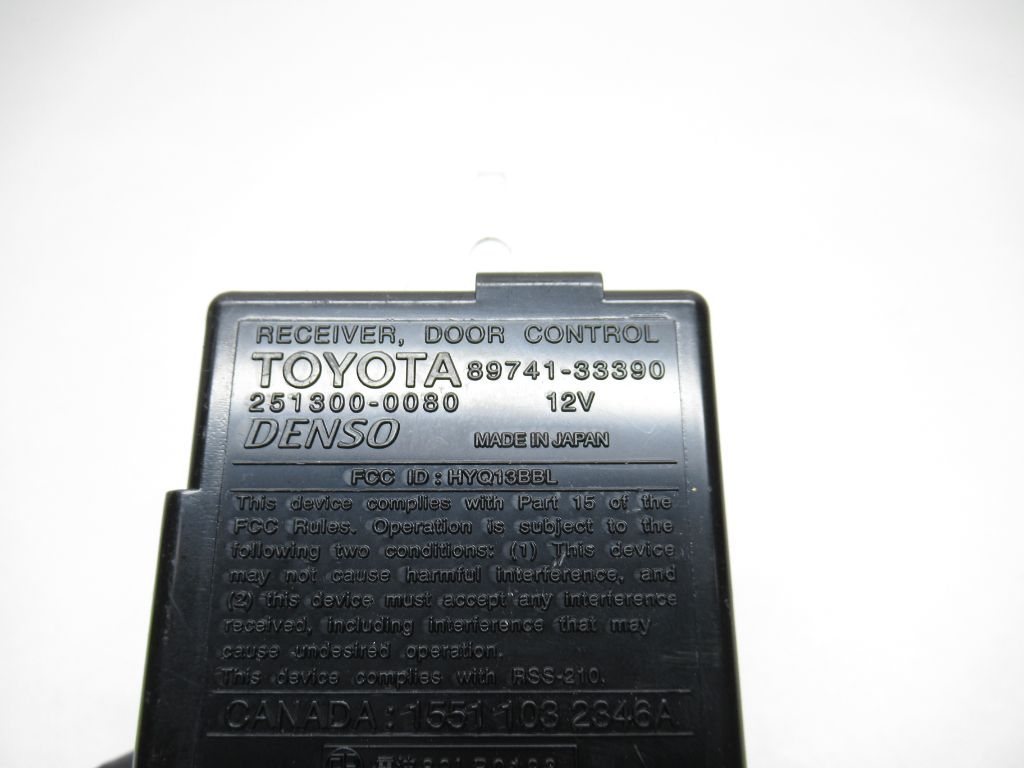 RECEIVER, DOOR CONTROL
TOYOTA 89741-33390
251300-0080 12V
DENSO MADE IN JAPAN
FCC ID : HYQ13BBL
This device complies with Part 15 of the
FCC Rules. Operation is subject to the
following two conditions: (1) This device
may not cause harmful interference, and
(2) this device must accept any interference
received, including interference that may
cause undesired operation.
This device complies with RSS-210.
CANADA : 1551 103 2346A